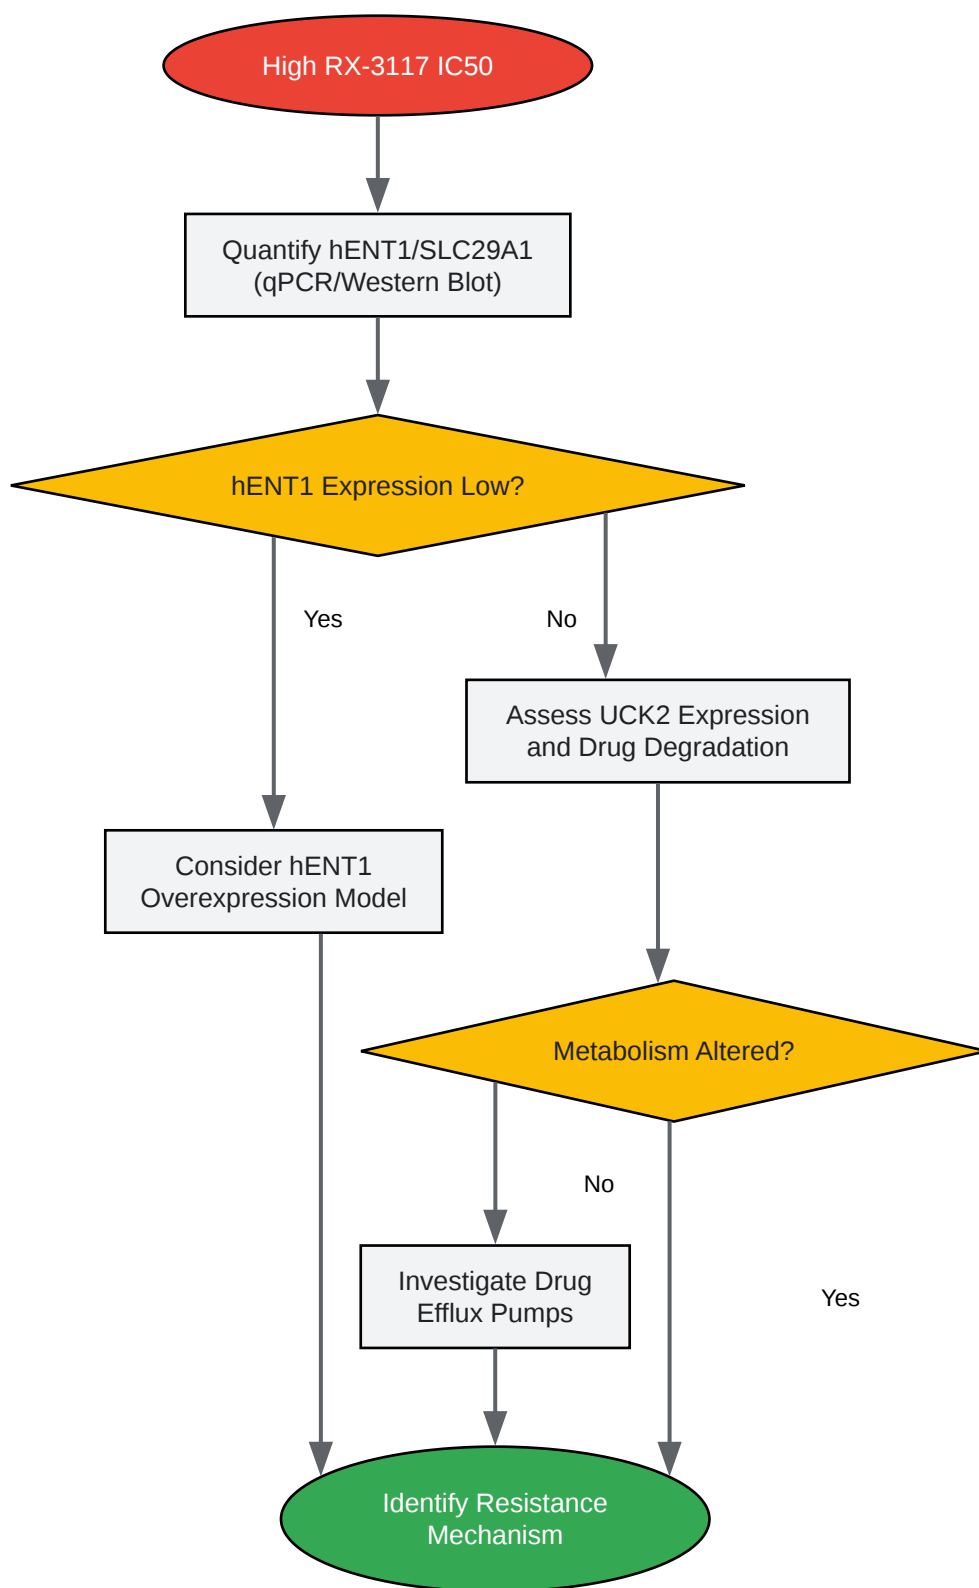 High RX-3117 IC50
Quantify hENT1/SLC29A1
(qPCR/Western Blot)
hENT1 Expression Low?
Yes
No
Assess UCK2 Expression
and Drug Degradation
Consider hENT1
Overexpression Model
Metabolism Altered?
No
Investigate Drug
Efflux Pumps
Yes
Identify Resistance
Mechanism